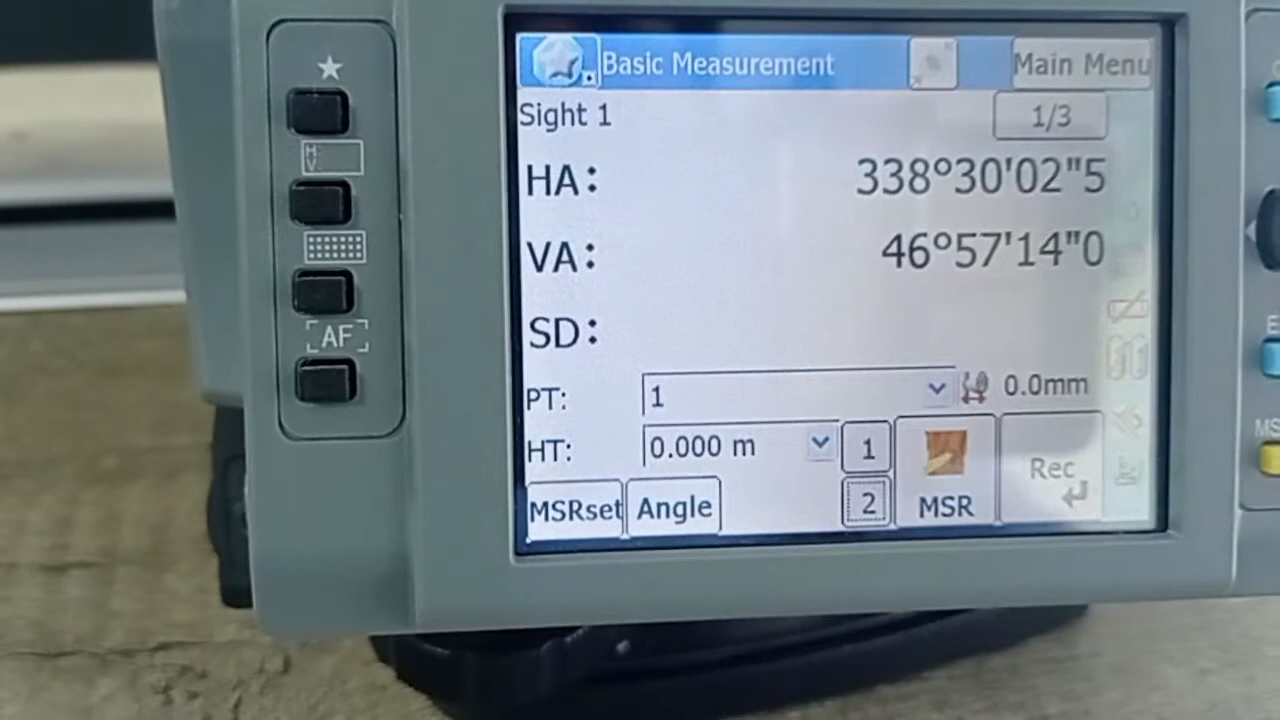 Basic Measurement
Main Menu
Sight 1
1/3
HA: 338°30'02"5
VA: 46°57'14"0
SD:
PT: 1 0.0mm
HT: 0.000 m
1
2
MSR
Rec
MSRset
Angle
H:
V:
AF